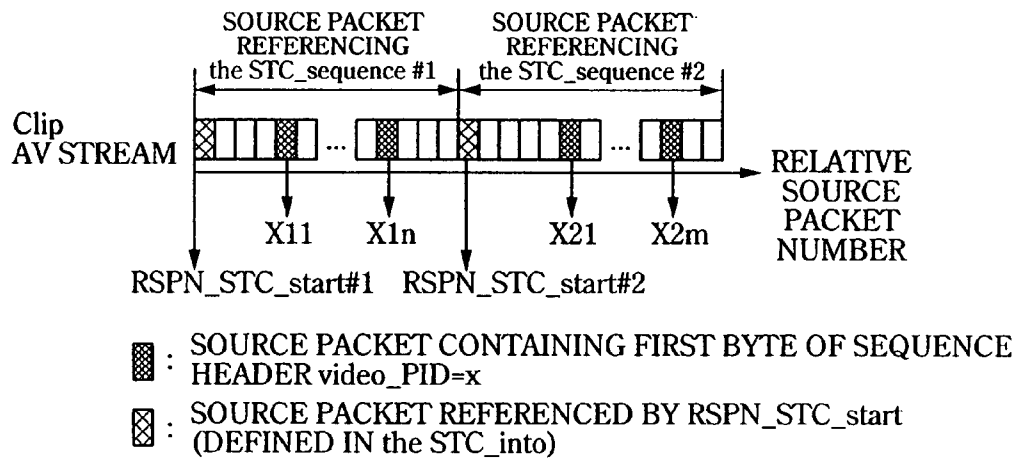 SOURCE PACKET
REFERENCING
the STC_sequence #1
SOURCE PACKET
REFERENCING
the STC_sequence #2
Clip
AV STREAM
...
...
RELATIVE
SOURCE
PACKET
NUMBER
X11
X1n
X21
X2m
RSPN_STC_start#1
RSPN_STC_start#2
: SOURCE PACKET CONTAINING FIRST BYTE OF SEQUENCE
HEADER video_PID=x
: SOURCE PACKET REFERENCED BY RSPN_STC_start
(DEFINED IN the STC_into)